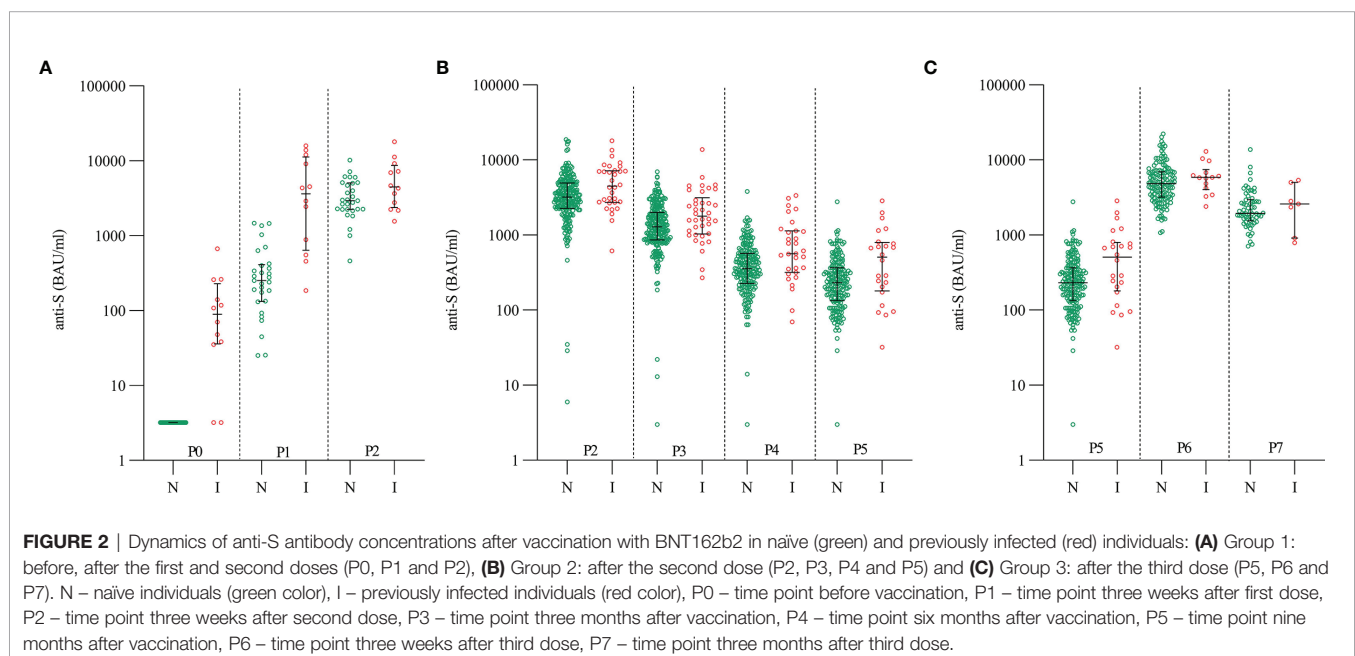 A
B
C
100000
10000
1000
100
10
1
anti-S (BAU/ml)
P0
P1
P2
N
I
N
I
N
I
100000
10000
1000
100
10
1
anti-S (BAU/ml)
P2
P3
P4
P5
N
I
N
I
N
I
N
I
100000
10000
1000
100
10
1
anti-S (BAU/ml)
P5
P6
P7
N
I
N
I
N
I
FIGURE 2 | Dynamics of anti-S antibody concentrations after vaccination with BNT162b2 in naïve (green) and previously infected (red) individuals: (A) Group 1:
before, after the first and second doses (P0, P1 and P2), (B) Group 2: after the second dose (P2, P3, P4 and P5) and (C) Group 3: after the third dose (P5, P6 and
P7). N – naïve individuals (green color), I – previously infected individuals (red color), P0 – time point before vaccination, P1 – time point three weeks after first dose,
P2 – time point three weeks after second dose, P3 – time point three months after vaccination, P4 – time point six months after vaccination, P5 – time point nine
months after vaccination, P6 – time point three weeks after third dose, P7 – time point three months after third dose.